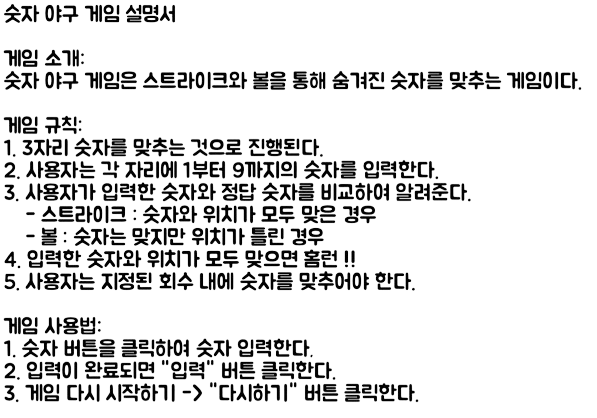 숫자 야구 게임 설명서
게임 소개:
숫자 야구 게임은 스트라이크와 볼을 통해 숨겨진 숫자를 맞추는 게임이다.
게임 규칙:
1. 3자리 숫자를 맞추는 것으로 진행된다.
2. 사용자는 각 자리에 1부터 9까지의 숫자를 입력한다.
3. 사용자가 입력한 숫자와 정답 숫자를 비교하여 알려준다.
- 스트라이크 : 숫자와 위치가 모두 맞은 경우
- 볼 : 숫자는 맞지만 위치가 틀린 경우
4. 입력한 숫자와 위치가 모두 맞으면 홈런 !!
5. 사용자는 지정된 회수 내에 숫자를 맞추어야 한다.
게임 사용법:
1. 숫자 버튼을 클릭하여 숫자 입력한다.
2. 입력이 완료되면 "입력" 버튼 클릭한다.
3. 게임 다시 시작하기 -> "다시하기" 버튼 클릭한다.